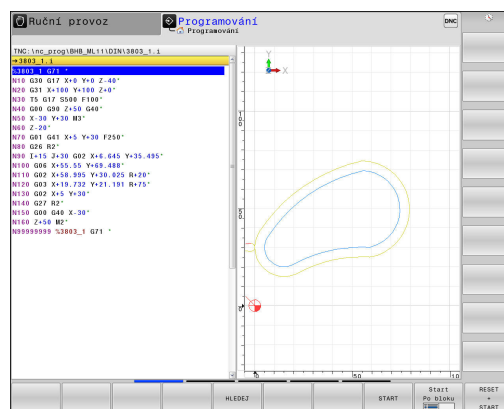 Ruční provoz
Programování
Programování
DNC
TNC:\nc_prog\BHB_ML11\DIN\3803_1.i
→3803_1.i
%3803_1 G71 *
N10 G30 G17 X+0 Y+0 Z-40*
N20 G31 X+100 Y+100 Z+0*
N30 T5 G17 S500 F100*
N40 G00 G90 Z+50 G40*
N50 X-30 Y+30 M3*
N60 Z-20*
N70 G01 G41 X+5 Y+30 F250*
N80 G26 R2*
N90 I+15 J+30 G02 X+6.645 Y+35.495*
N100 G06 X+55.55 Y+69.488*
N110 G02 X+58.995 Y+30.025 R+20*
N120 G03 X+19.732 Y+21.191 R+75*
N130 G02 X+5 Y+30*
N140 G27 R2*
N150 G00 G40 X-30*
N160 Z+50 M2*
N99999999 %3803_1 G71 *
Y
X
100
50
0
0
50
10
HLEDEJ
START
Start
Po bloku
RESET
+
START